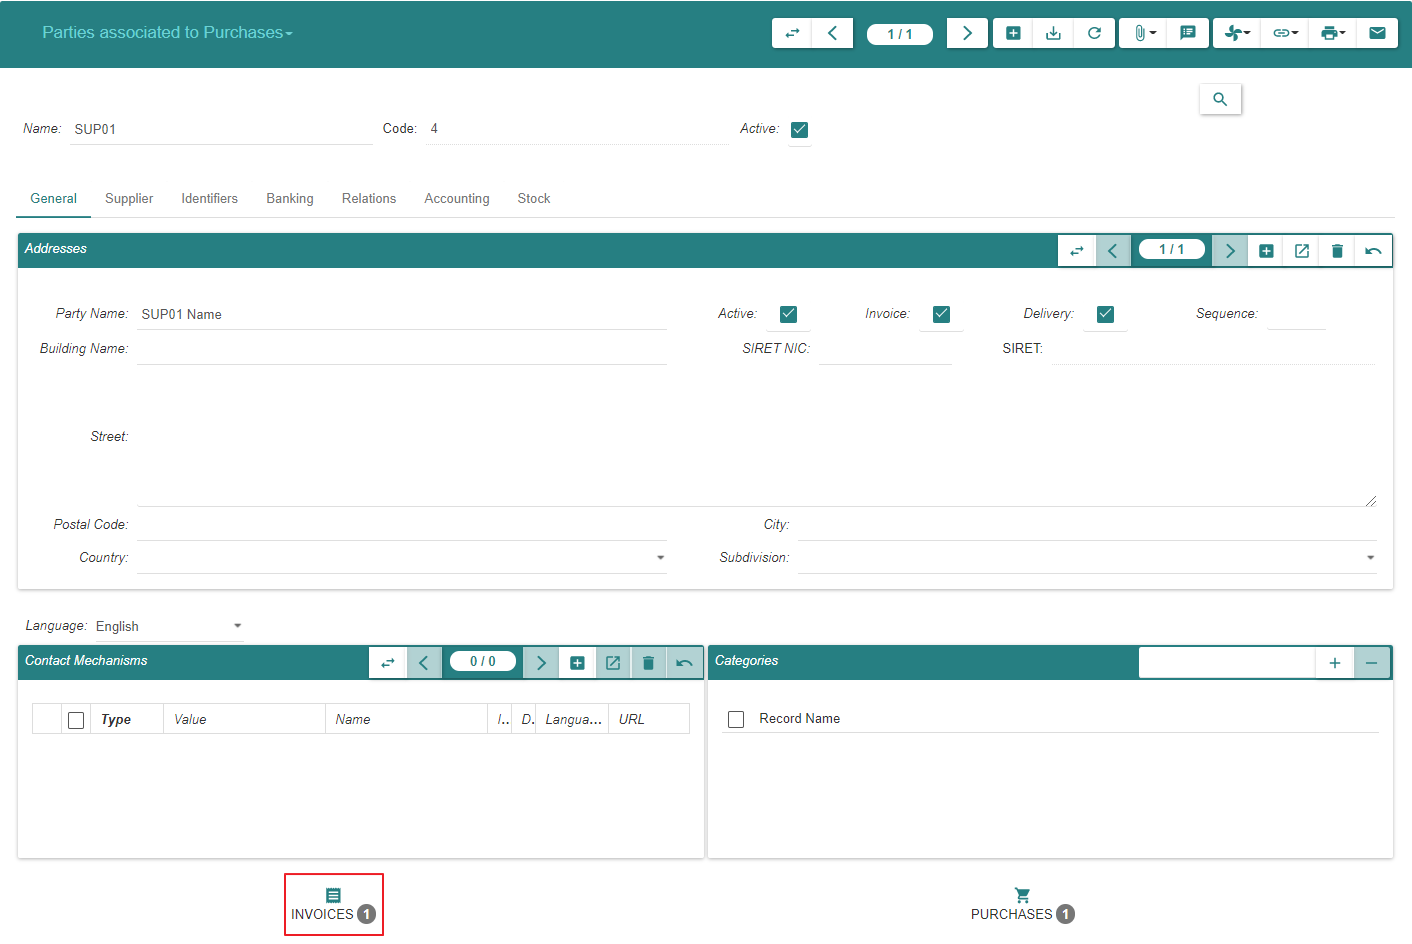 Parties associated to Purchases
1 / 1
Name: SUP01 Code: 4 Active:
General Supplier Identifiers Banking Relations Accounting Stock
Addresses 1 / 1
Party Name: SUP01 Name Active: Invoice: Delivery: Sequence:
Building Name: SIRET NIC: SIRET:
Street:
Postal Code: City:
Country: Subdivision:
Language: English
Contact Mechanisms 0 / 0
Type Value Name I.. D. Langua... URL
Categories
Record Name
INVOICES 1
PURCHASES 1